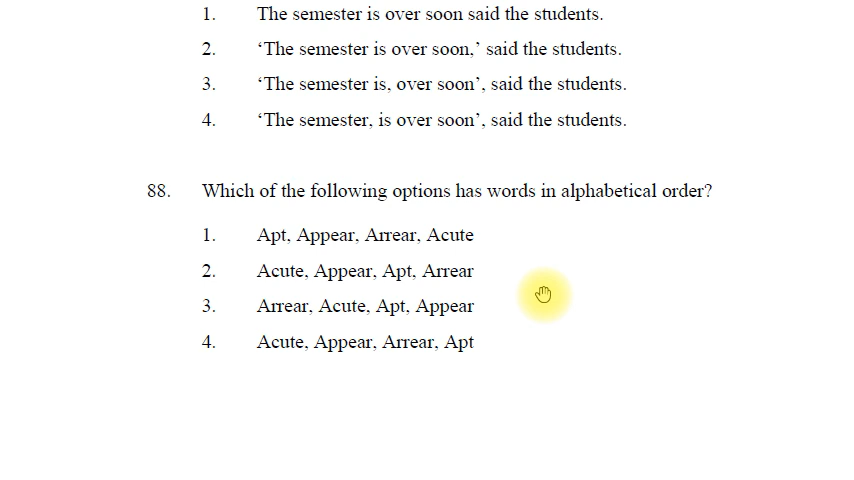 1. The semester is over soon said the students.
2. ‘The semester is over soon,’ said the students.
3. ‘The semester is, over soon’, said the students.
4. ‘The semester, is over soon’, said the students.
88. Which of the following options has words in alphabetical order?
1. Apt, Appear, Arrear, Acute
2. Acute, Appear, Apt, Arrear
3. Arrear, Acute, Apt, Appear
4. Acute, Appear, Arrear, Apt